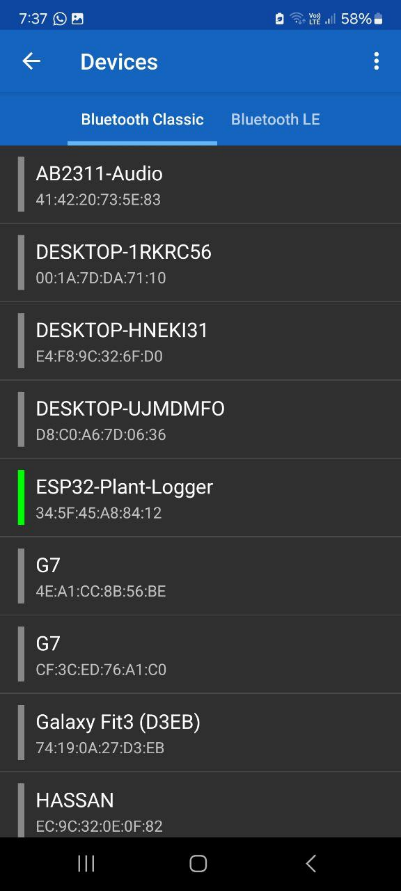 7:37
Vo))
LTE
58%
Devices
Bluetooth Classic
Bluetooth LE
AB2311-Audio
41:42:20:73:5E:83
DESKTOP-1RKRC56
00:1A:7D:DA:71:10
DESKTOP-HNEKI31
E4:F8:9C:32:6F:D0
DESKTOP-UJMDMFO
D8:C0:A6:7D:06:36
ESP32-Plant-Logger
34:5F:45:A8:84:12
G7
4E:A1:CC:8B:56:BE
G7
CF:3C:ED:76:A1:C0
Galaxy Fit3 (D3EB)
74:19:0A:27:D3:EB
HASSAN
EC:9C:32:0E:0F:82